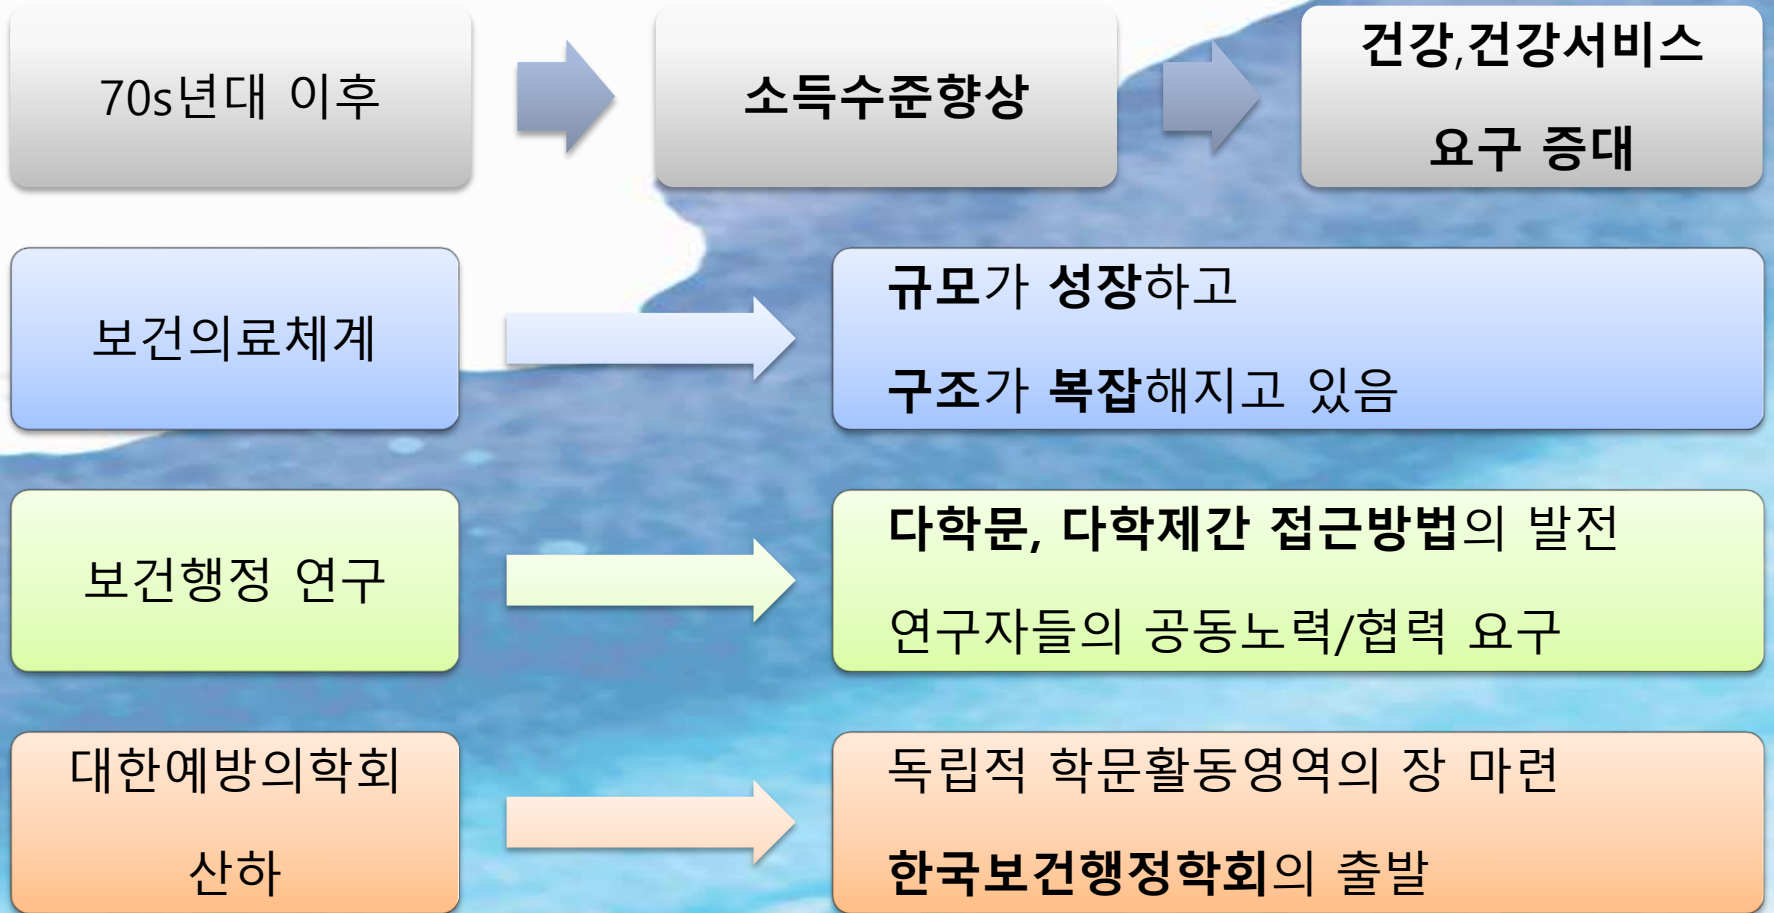 70s년대 이후
소득수준향상
건강,건강서비스
요구 증대
보건의료체계
규모가 성장하고
구조가 복잡해지고 있음
보건행정 연구
다학문, 다학제간 접근방법의 발전
연구자들의 공동노력/협력 요구
대한예방의학회
산하
독립적 학문활동영역의 장 마련
한국보건행정학회의 출발